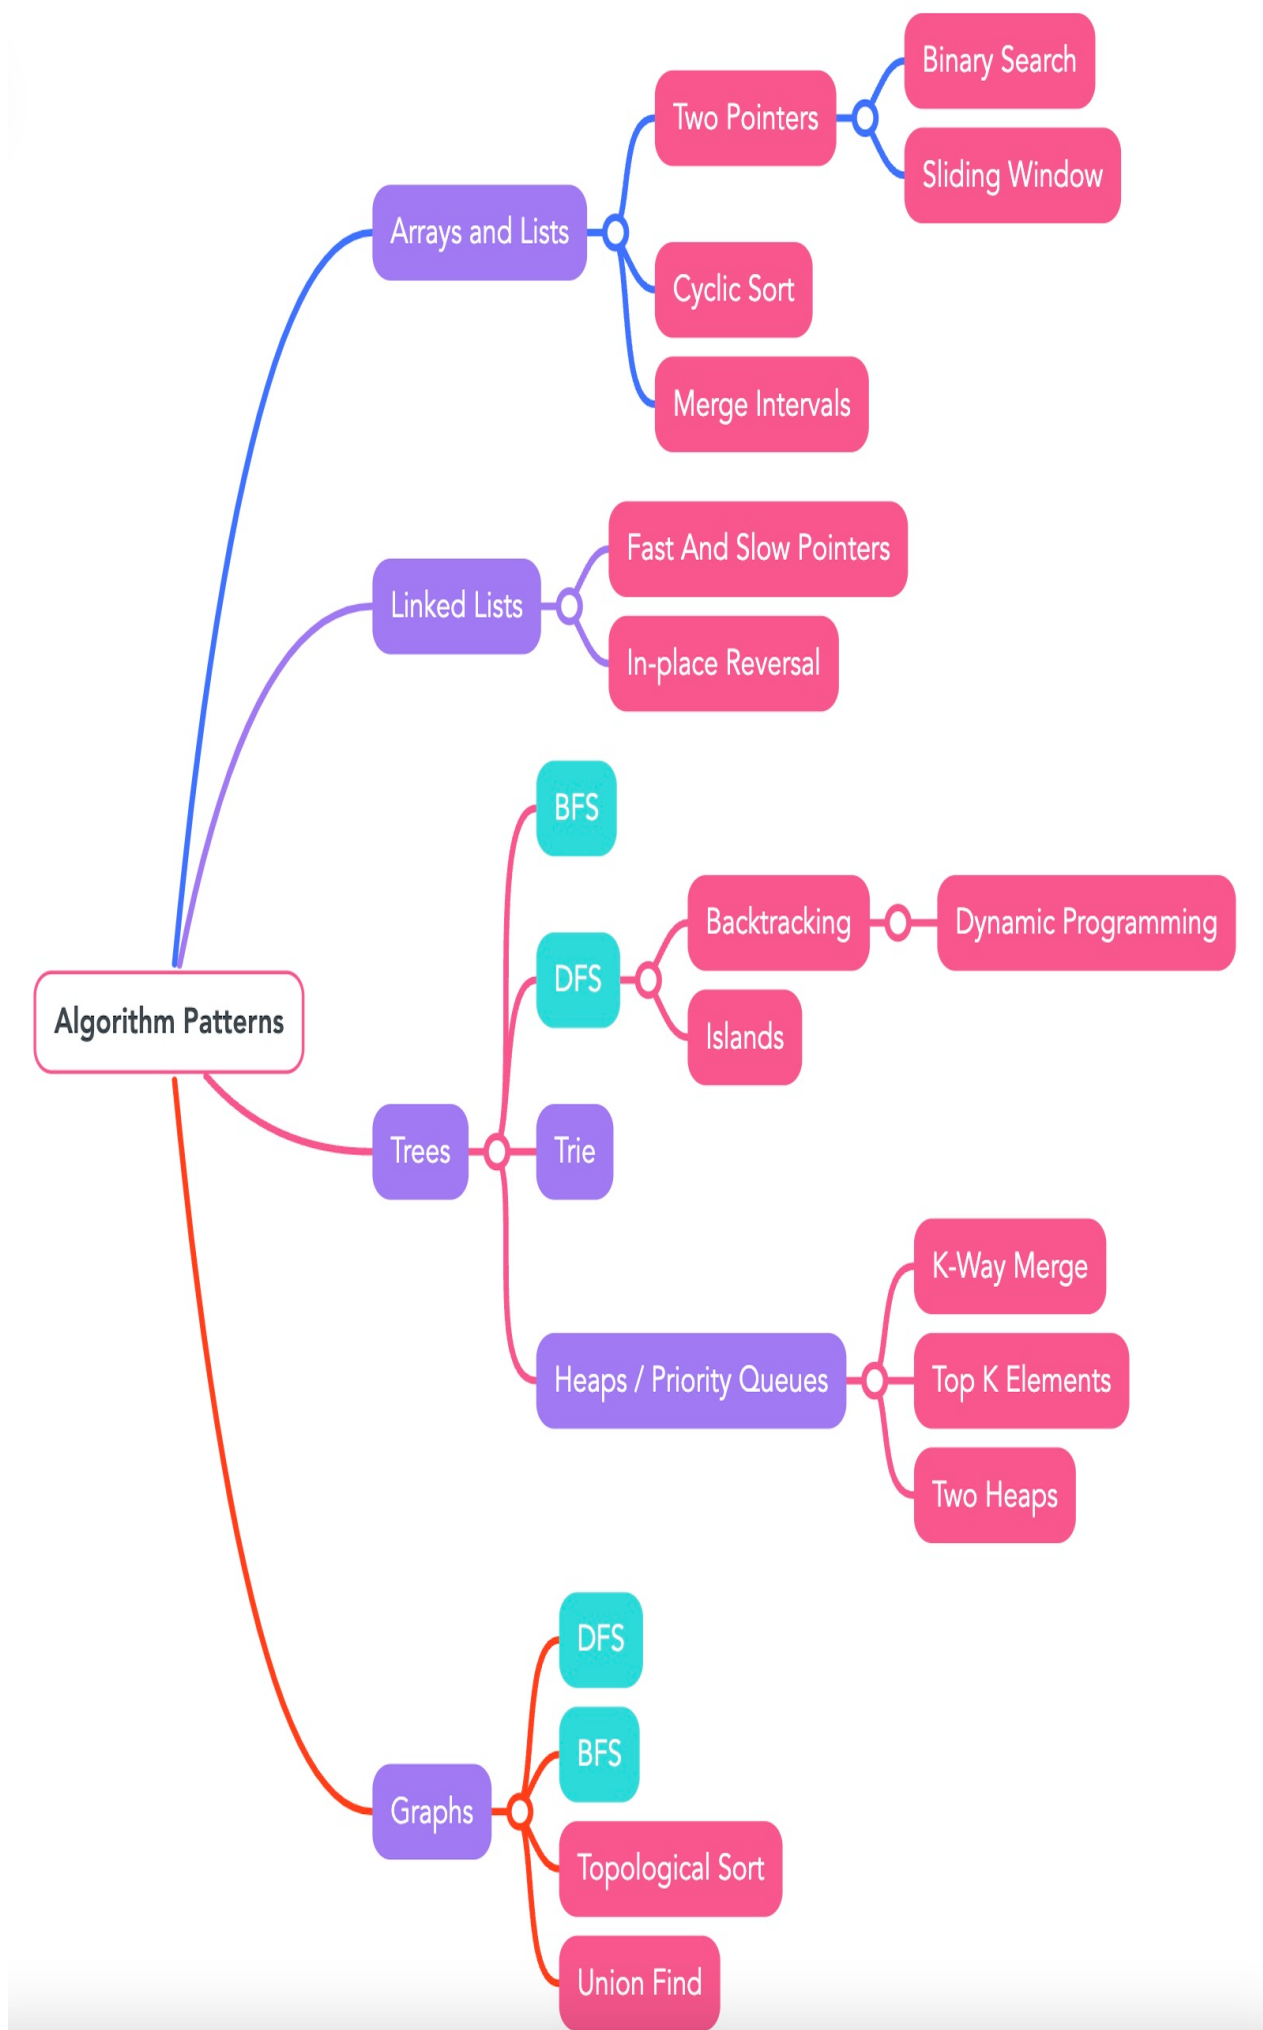 Binary Search
Two Pointers
Sliding Window
Arrays and Lists
Cyclic Sort
Merge Intervals
Fast And Slow Pointers
Linked Lists
In-place Reversal
BFS
Backtracking
Dynamic Programming
DFS
Islands
Algorithm Patterns
Trees
Trie
K-Way Merge
Heaps / Priority Queues
Top K Elements
Two Heaps
DFS
BFS
Graphs
Topological Sort
Union Find